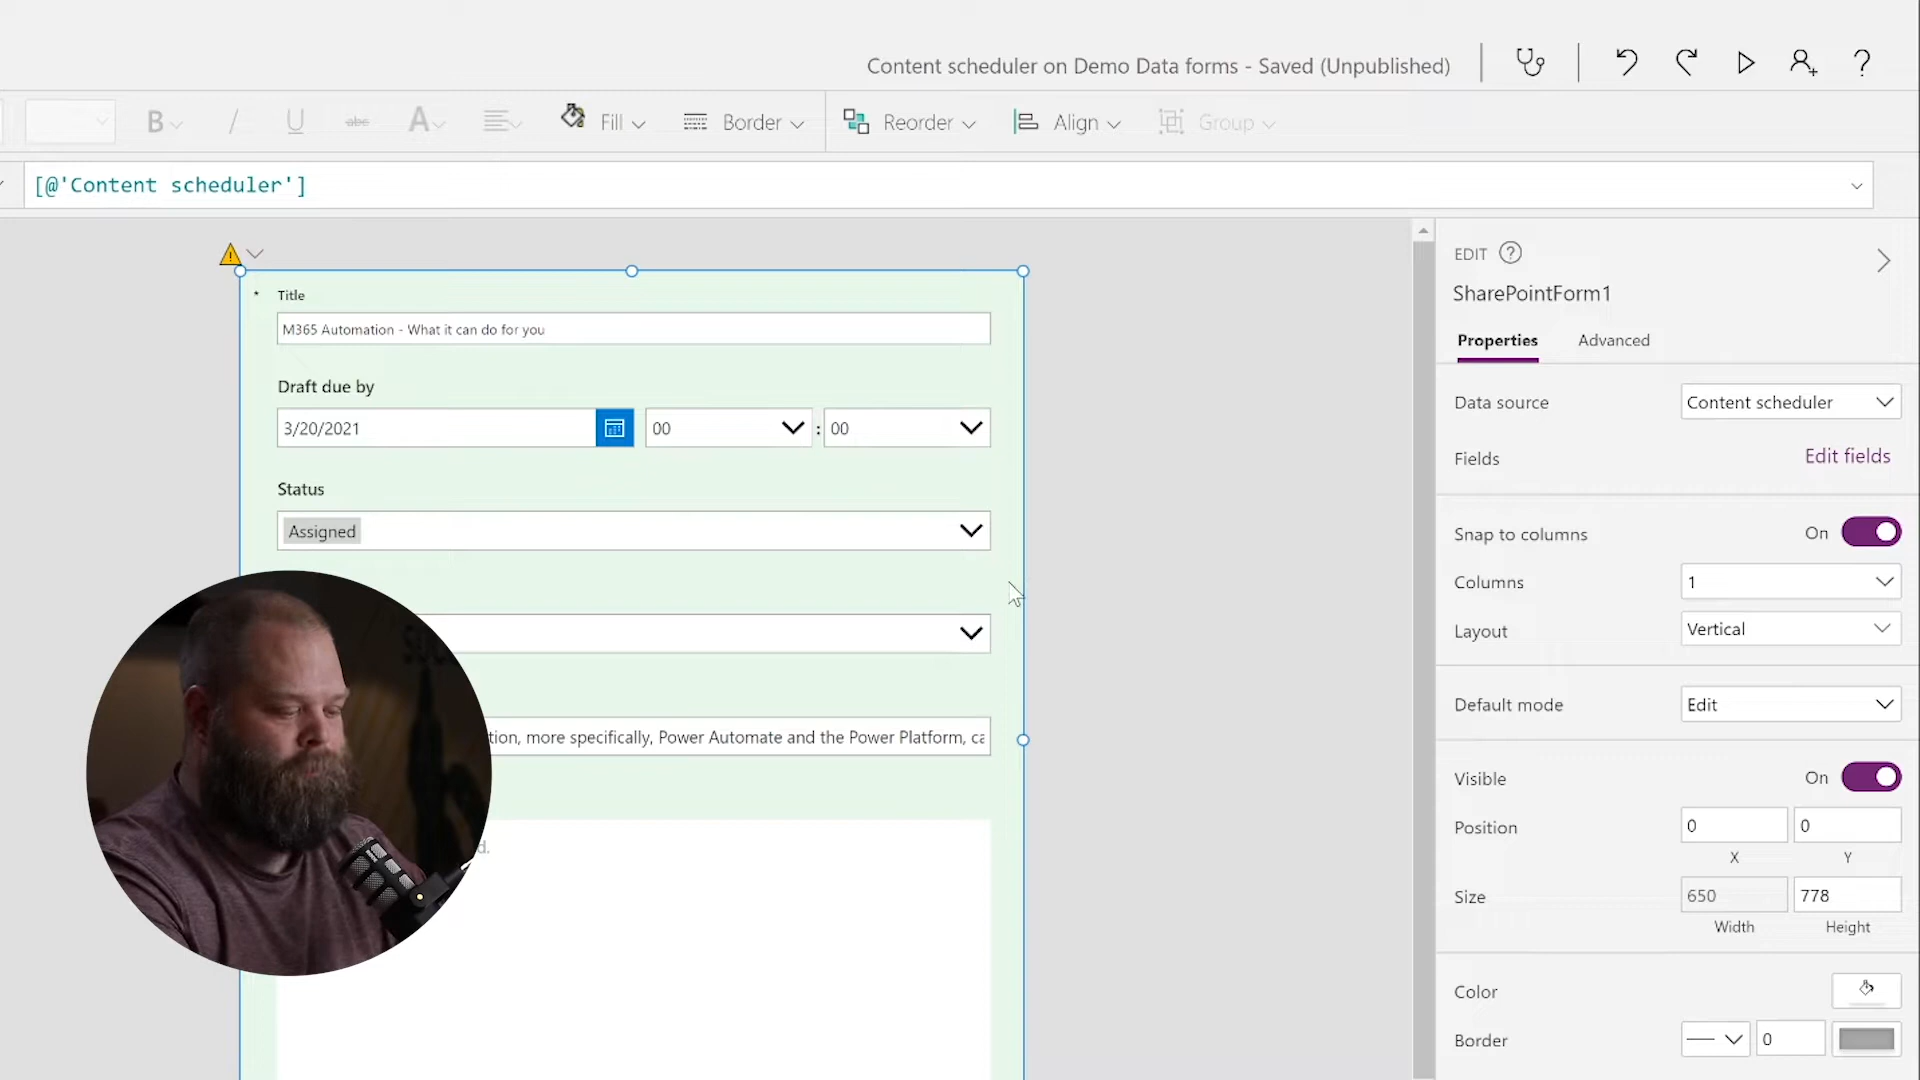 Content scheduler on Demo Data forms - Saved (Unpublished)
B / U abc A Fill Border Reorder Align Group
[@'Content scheduler']
* Title
M365 Automation - What it can do for you
Draft due by
3/20/2021 00 : 00
Status
Assigned
tion, more specifically, Power Automate and the Power Platform, ca
d.
EDIT ?
SharePointForm1
Properties Advanced
Data source Content scheduler
Fields Edit fields
Snap to columns On
Columns 1
Layout Vertical
Default mode Edit
Visible On
Position 0 0
X Y
Size 650 778
Width Height
Color
Border 0